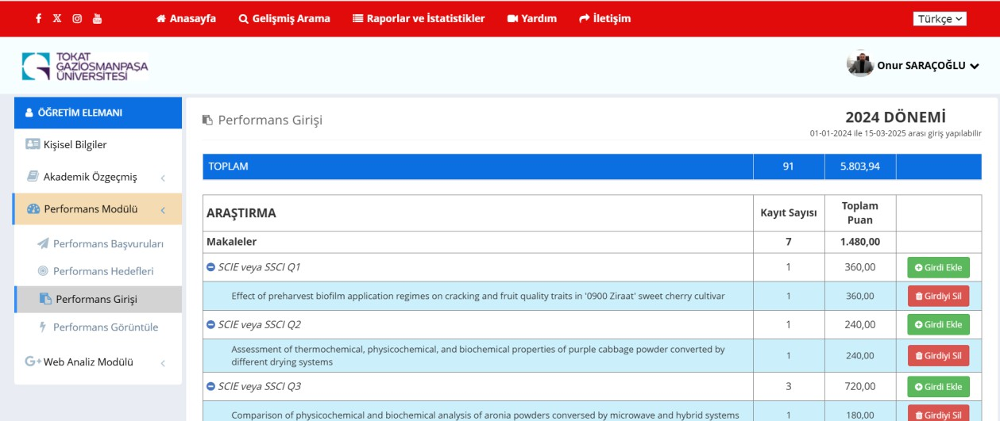 Anasayfa Gelişmiş Arama Raporlar ve İstatistikler Yardım İletişim Türkçe
TOKAT
GAZİOSMANPAŞA
ÜNİVERSİTESİ
Onur SARAÇOĞLU
ÖĞRETİM ELEMANI
Kişisel Bilgiler
Akademik Özgeçmiş
Performans Modülü
Performans Başvuruları
Performans Hedefleri
Performans Girişi
Performans Görüntüle
Web Analiz Modülü
Performans Girişi
2024 DÖNEMİ
01-01-2024 ile 15-03-2025 arası giriş yapılabilir
TOPLAM 91 5.803,94
ARAŞTIRMA Kayıt Sayısı Toplam
Puan
Makaleler 7 1.480,00
SCIE veya SSCI Q1 1 360,00 Girdi Ekle
Effect of preharvest biofilm application regimes on cracking and fruit quality traits in '0900 Ziraat' sweet cherry cultivar 1 360,00 Girdiyi Sil
SCIE veya SSCI Q2 1 240,00 Girdi Ekle
Assessment of thermochemical, physicochemical, and biochemical properties of purple cabbage powder converted by
different drying systems 1 240,00 Girdiyi Sil
SCIE veya SSCI Q3 3 720,00 Girdi Ekle
Comparison of physicochemical and biochemical analysis of aronia powders conversed by microwave and hybrid systems 1 180,00 Girdiyi Sil